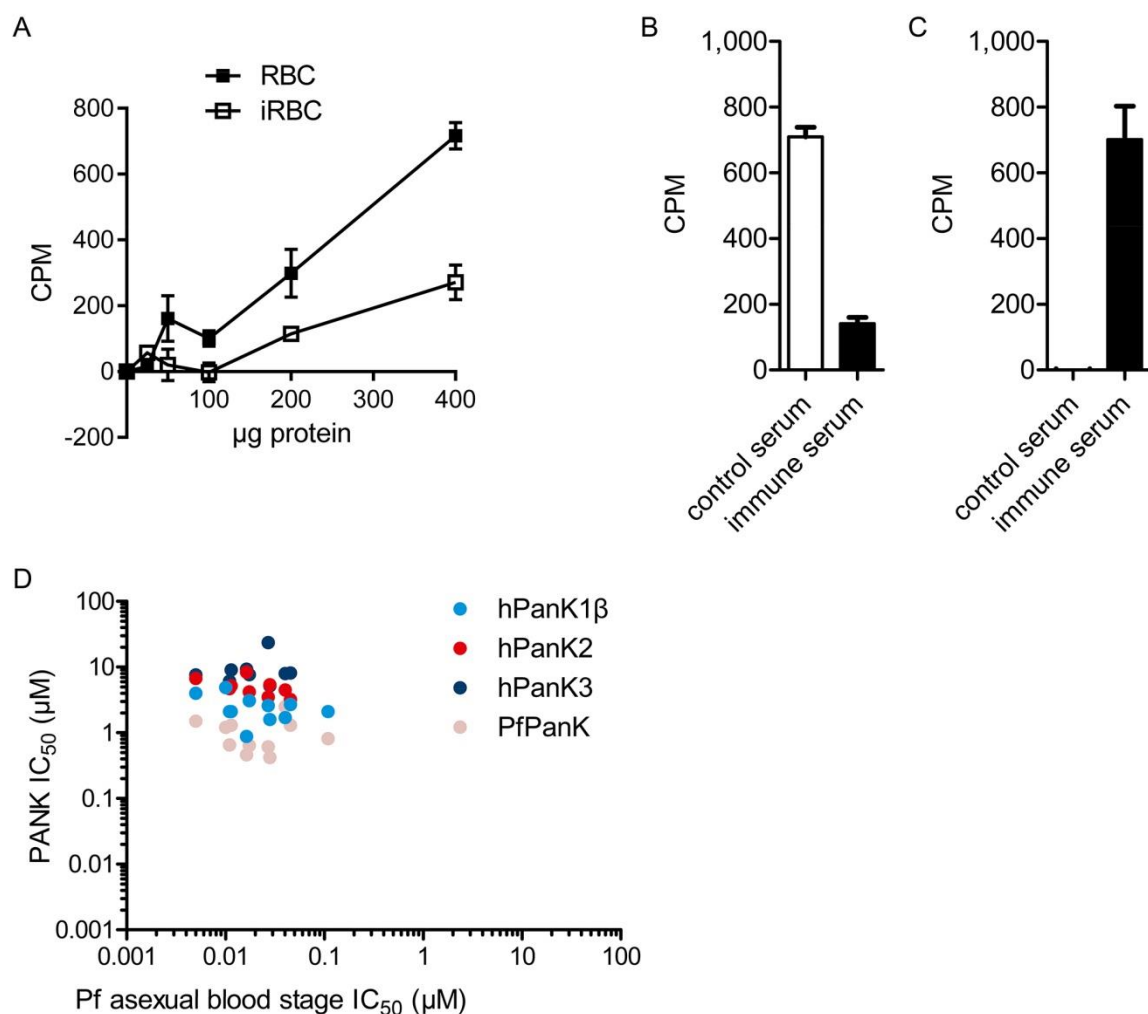 A
RBC
iRBC
800
600
400
200
0
-200
CPM
100
200
300
400
µg protein
B
1,000
800
600
400
200
0
CPM
control serum
immune serum
C
1,000
800
600
400
200
0
CPM
control serum
immune serum
D
100
10
1
0.1
0.01
0.001
PANK IC50 (µM)
0.001
0.01
0.1
1
10
100
Pf asexual blood stage IC50 (µM)
hPanK1β
hPanK2
hPanK3
PfPanK